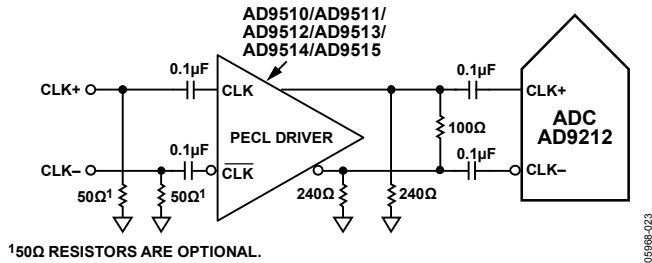 AD9510/AD9511/
AD9512/AD9513/
AD9514/AD9515
0.1µF
0.1µF
CLK+
CLK
CLK+
ADC
AD9212
PECL DRIVER
100Ω
CLK–
0.1µF
CLK
0.1µF
CLK–
50Ω1
50Ω1
240Ω
240Ω
150Ω RESISTORS ARE OPTIONAL.
05968-023